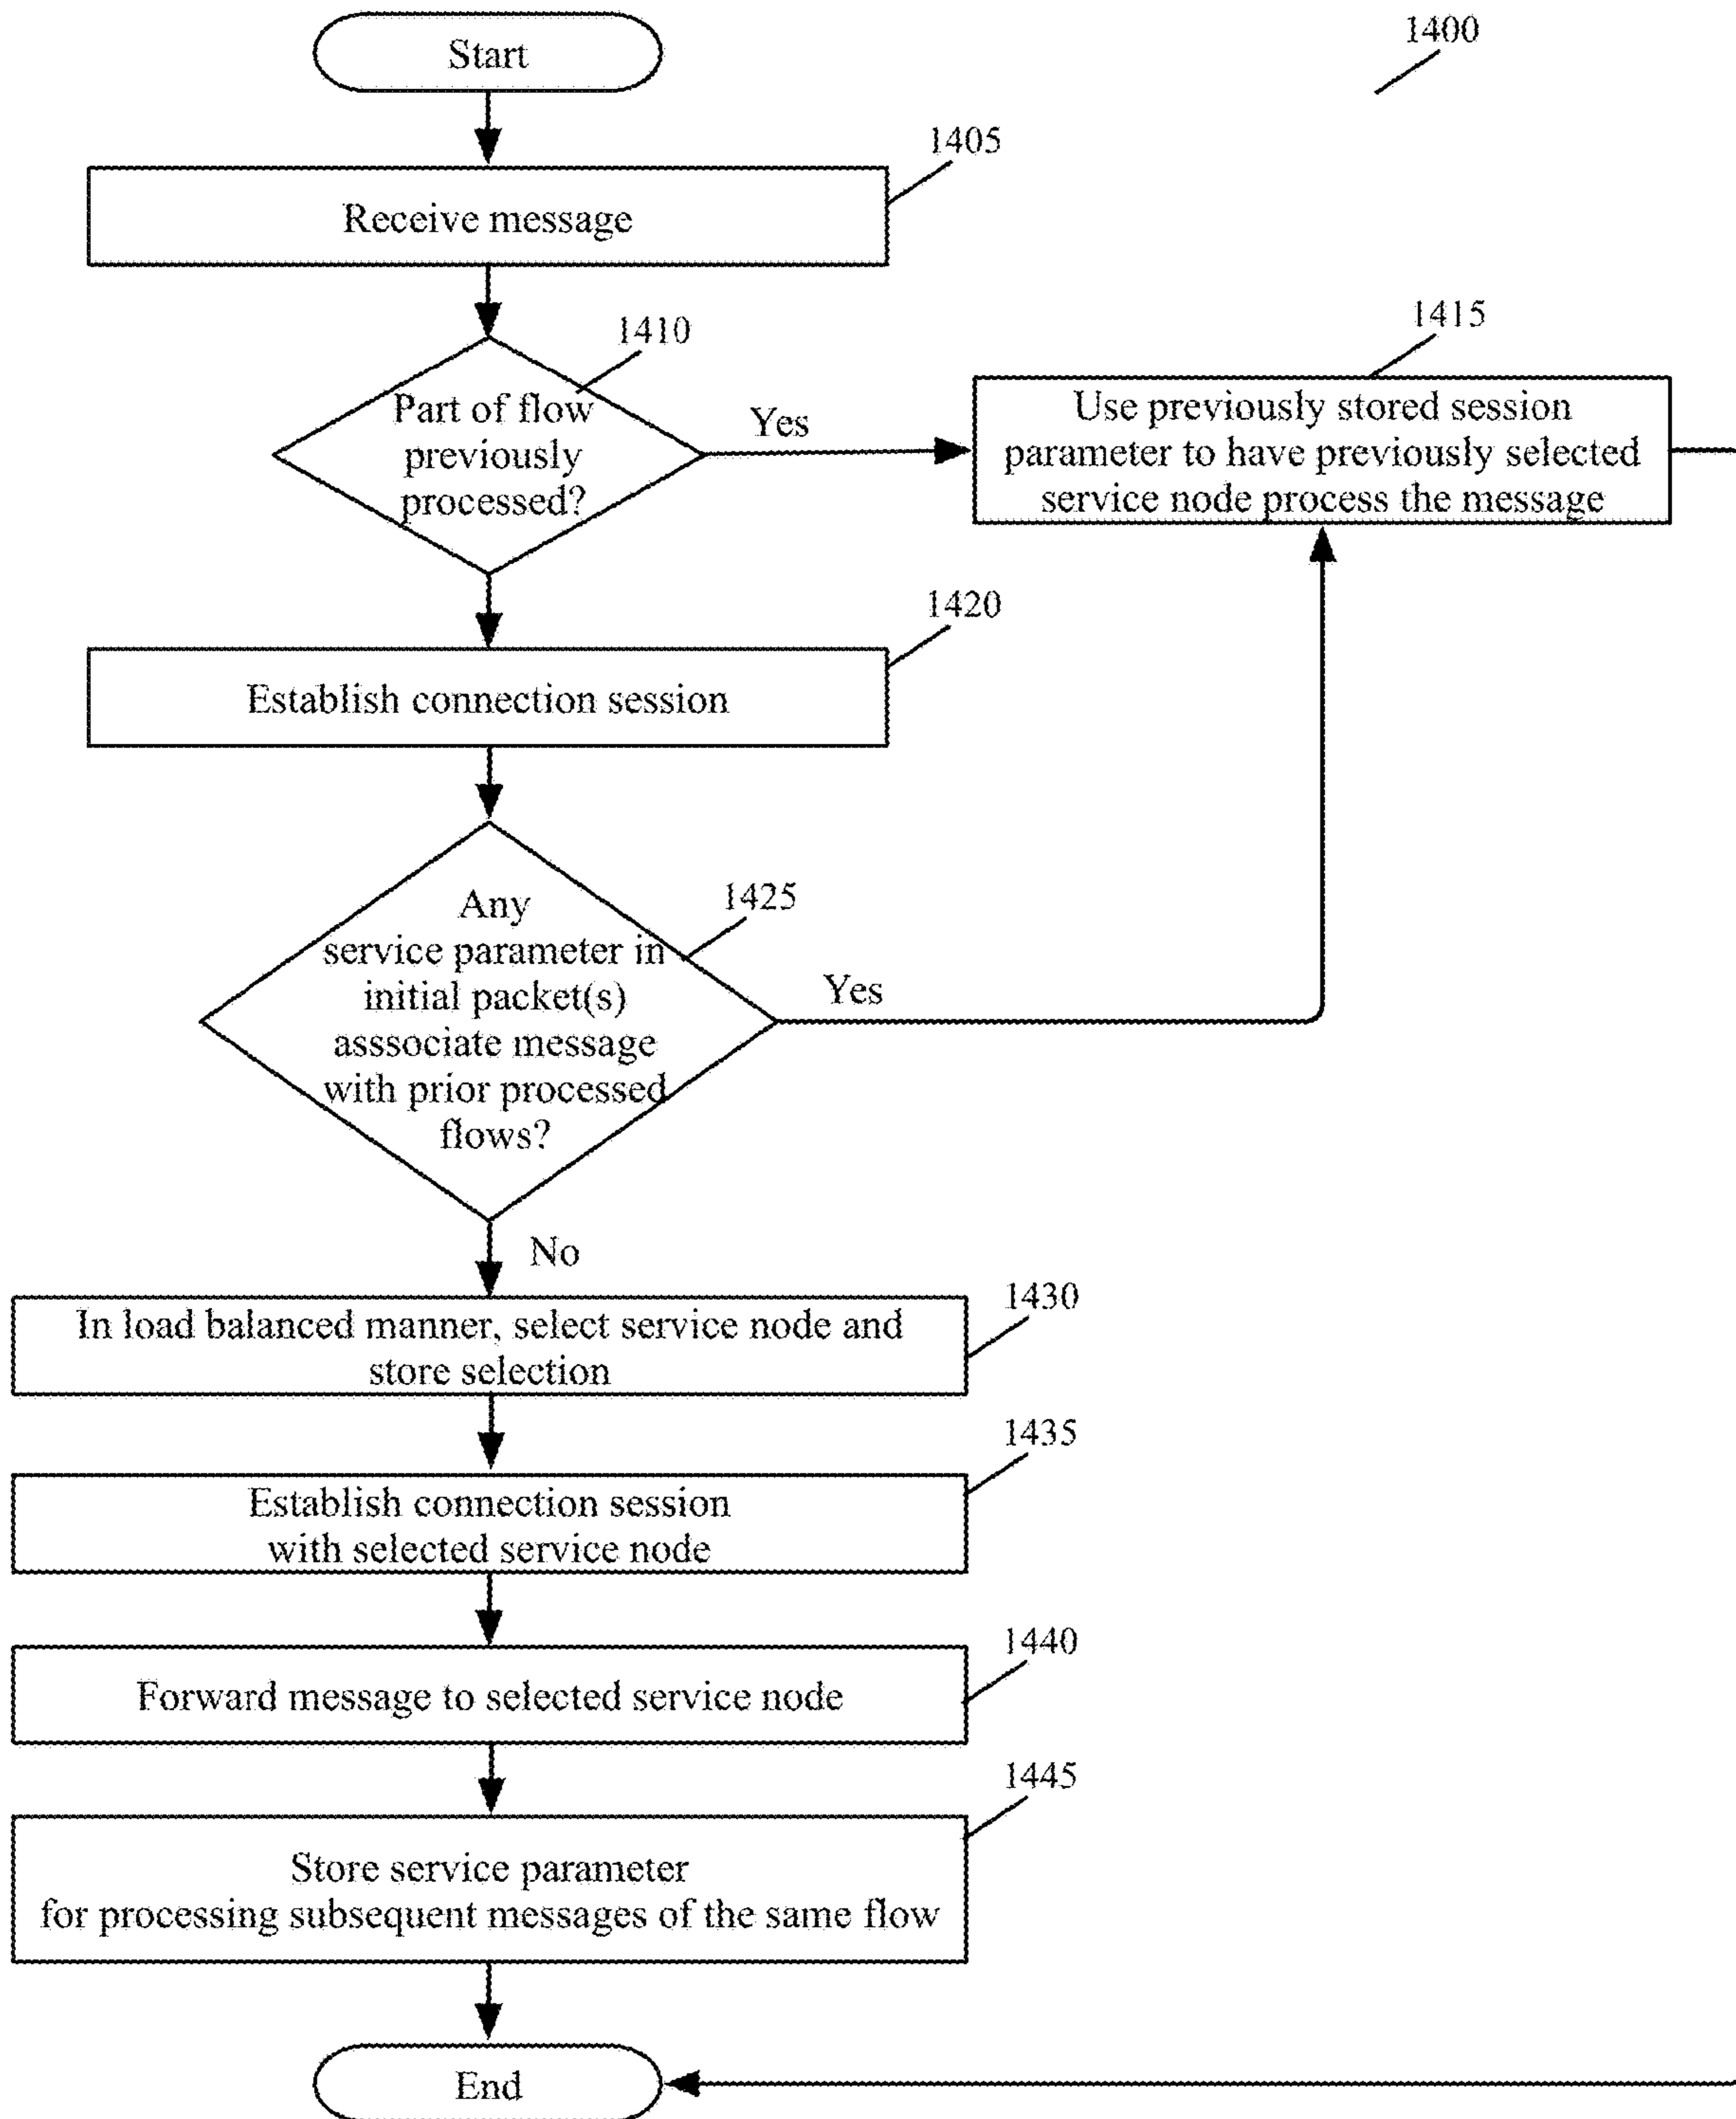 Start
1400
1405
Receive message
1410
Part of flow
previously
processed?
Yes
1415
Use previously stored session
parameter to have previously selected
service node process the message
1420
Establish connection session
1425
Any
service parameter in
initial packet(s)
asssociate message
with prior processed
flows?
Yes
No
1430
In load balanced manner, select service node and
store selection
1435
Establish connection session
with selected service node
1440
Forward message to selected service node
1445
Store service parameter
for processing subsequent messages of the same flow
End